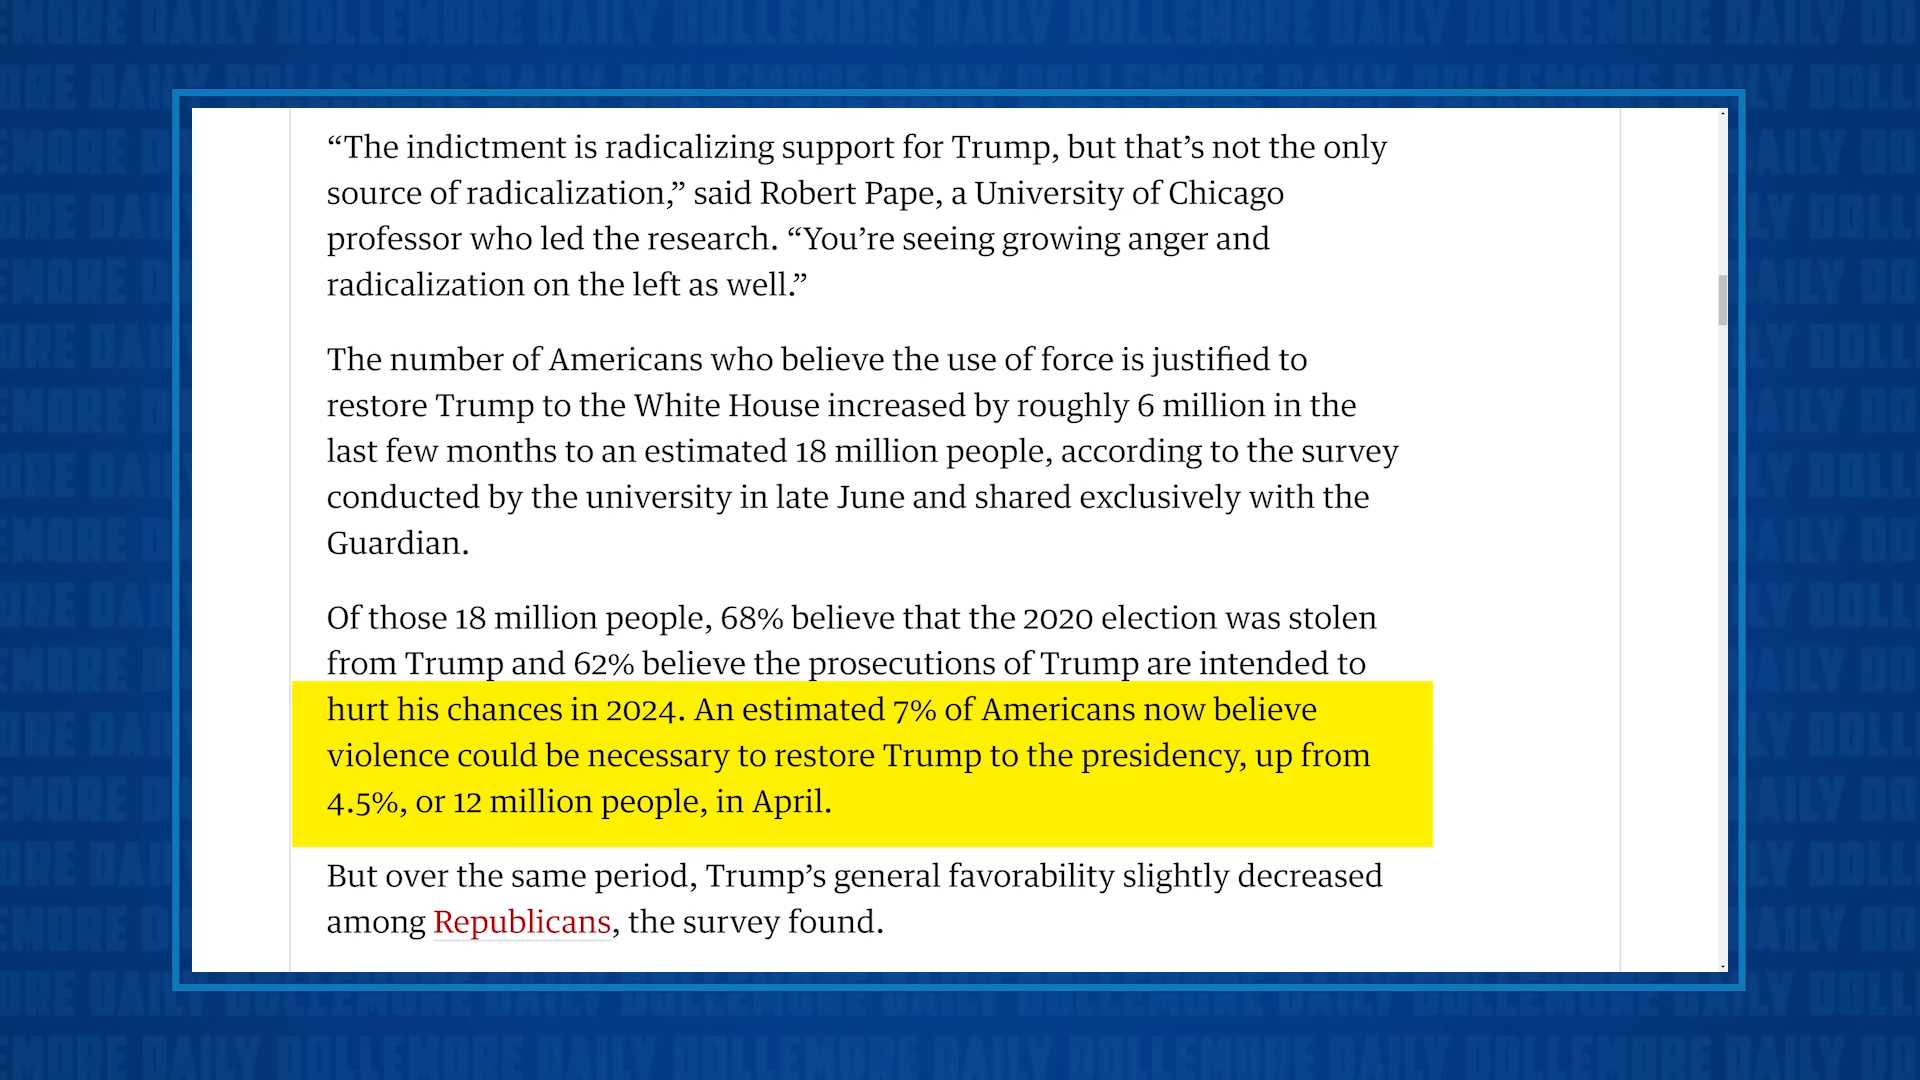 “The indictment is radicalizing support for Trump, but that’s not the only
source of radicalization,” said Robert Pape, a University of Chicago
professor who led the research. “You’re seeing growing anger and
radicalization on the left as well.”
The number of Americans who believe the use of force is justified to
restore Trump to the White House increased by roughly 6 million in the
last few months to an estimated 18 million people, according to the survey
conducted by the university in late June and shared exclusively with the
Guardian.
Of those 18 million people, 68% believe that the 2020 election was stolen
from Trump and 62% believe the prosecutions of Trump are intended to
hurt his chances in 2024. An estimated 7% of Americans now believe
violence could be necessary to restore Trump to the presidency, up from
4.5%, or 12 million people, in April.
But over the same period, Trump’s general favorability slightly decreased
among Republicans, the survey found.